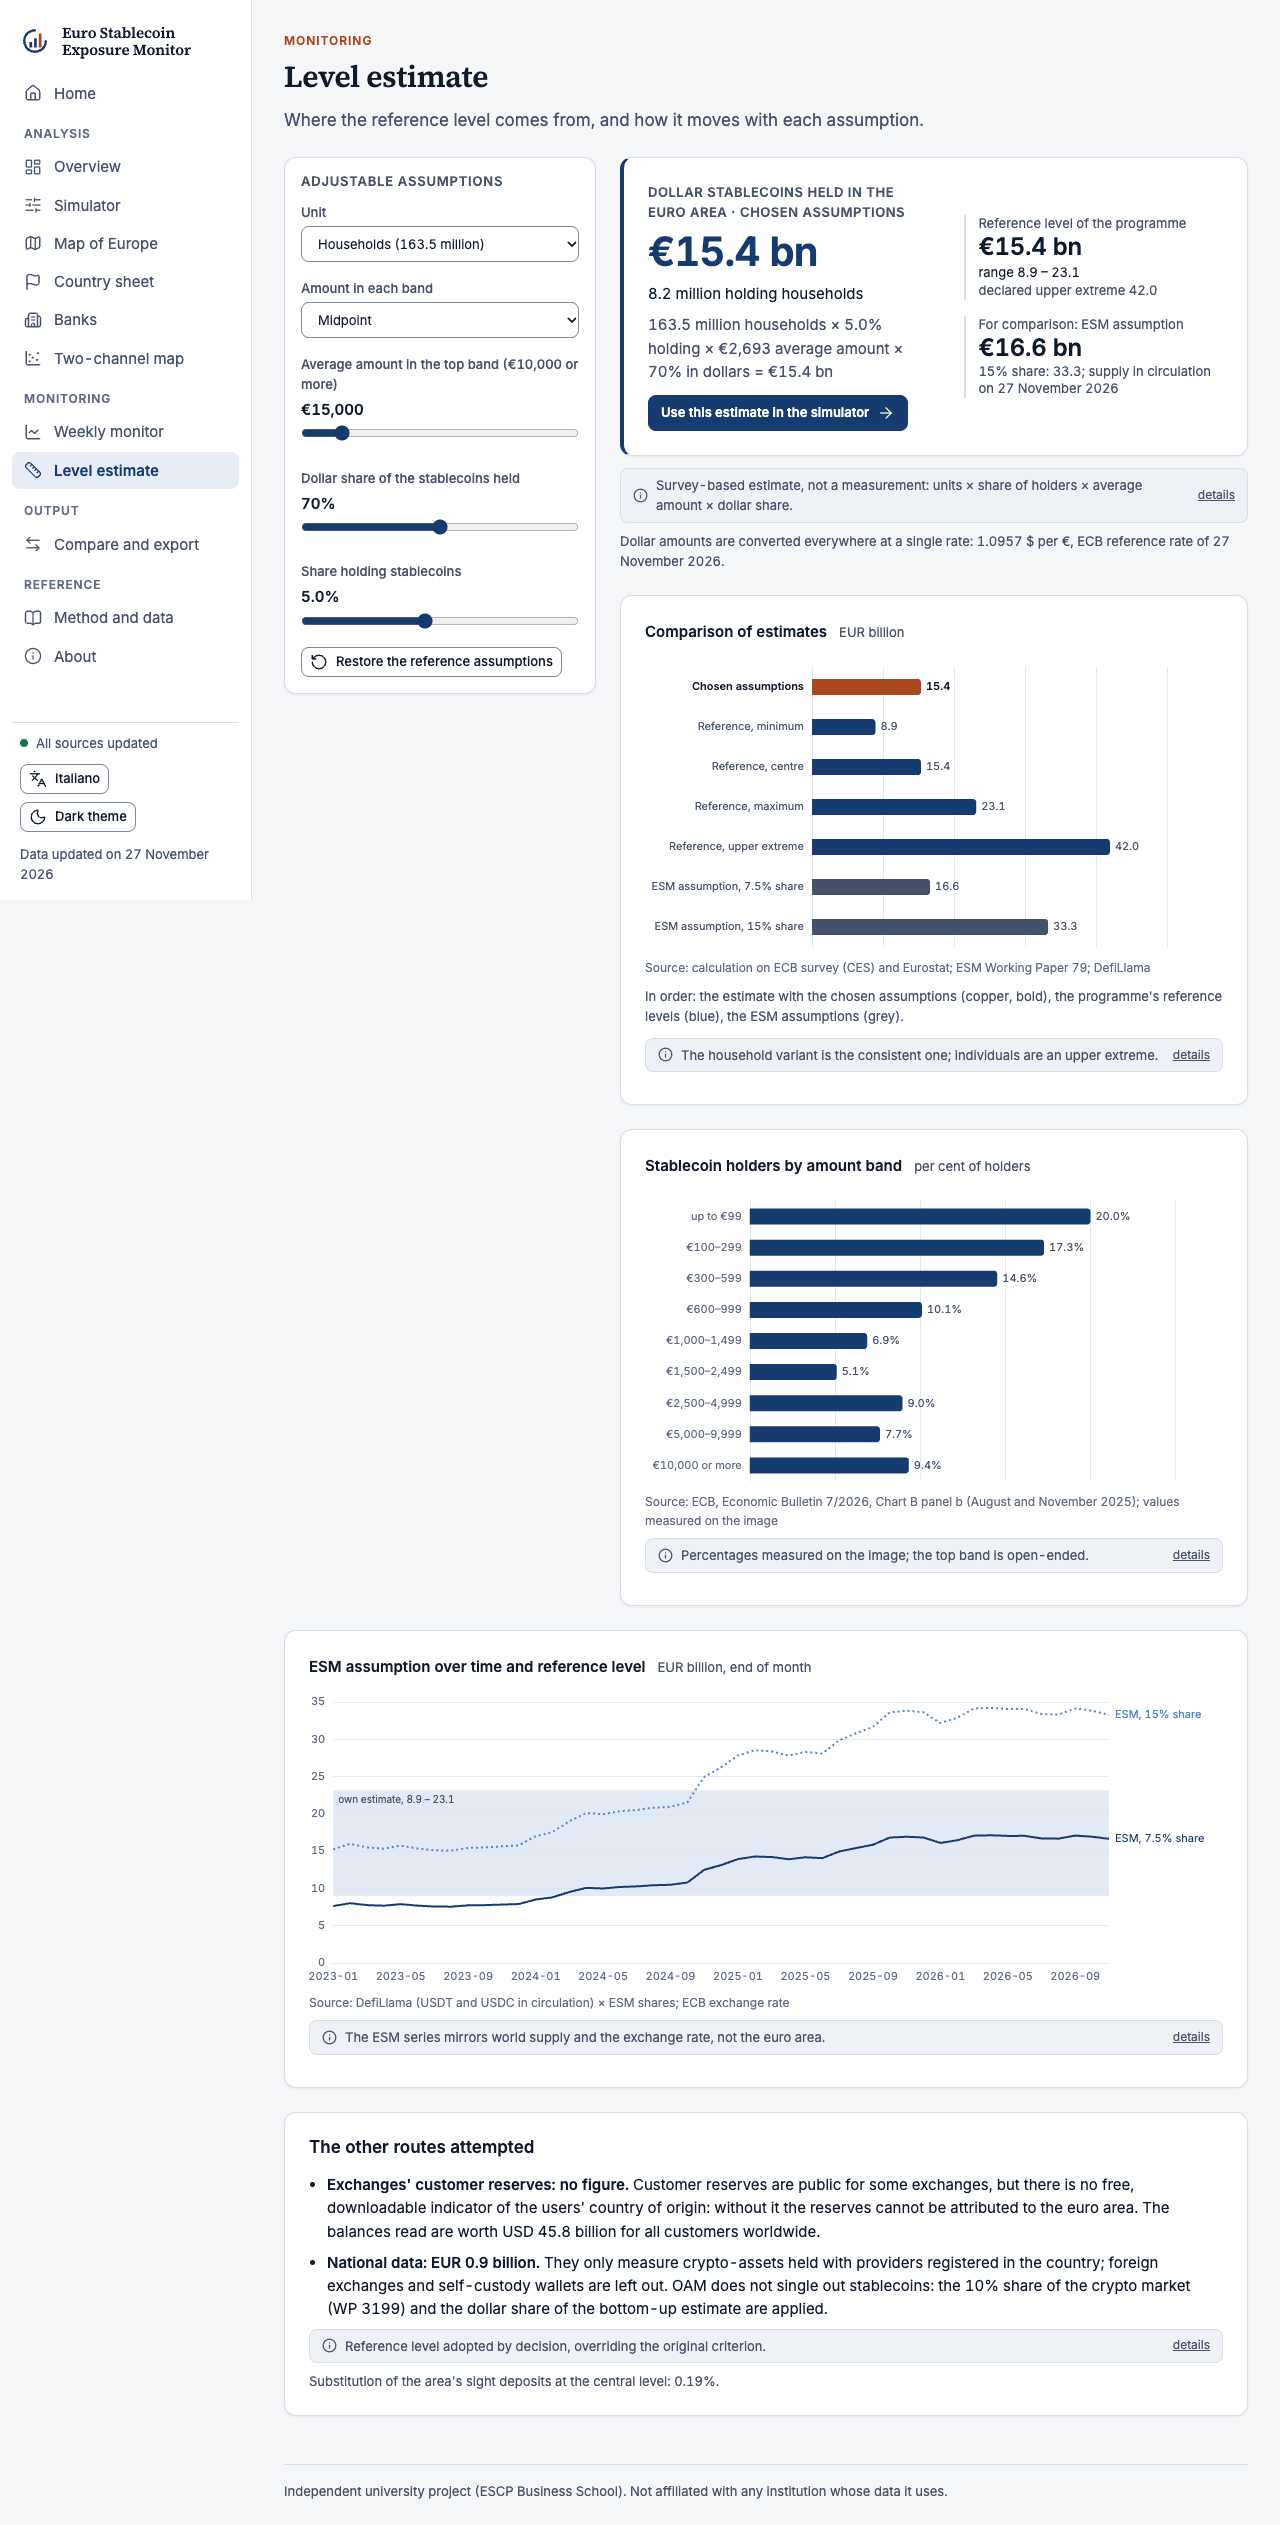 Euro Stablecoin
Exposure Monitor
Home
ANALYSIS
Overview
Simulator
Map of Europe
Country sheet
Banks
Two-channel map
MONITORING
Weekly monitor
Level estimate
OUTPUT
Compare and export
REFERENCE
Method and data
About
All sources updated
Italiano
Dark theme
Data updated on 27 November
2026
MONITORING
Level estimate
Where the reference level comes from, and how it moves with each assumption.
ADJUSTABLE ASSUMPTIONS
Unit
Households (163.5 million)
Amount in each band
Midpoint
Average amount in the top band (€10,000 or
more)
€15,000
Dollar share of the stablecoins held
70%
Share holding stablecoins
5.0%
Restore the reference assumptions
DOLLAR STABLECOINS HELD IN THE
EURO AREA · CHOSEN ASSUMPTIONS
€15.4 bn
8.2 million holding households
163.5 million households × 5.0%
holding × €2,693 average amount ×
70% in dollars = €15.4 bn
Use this estimate in the simulator
Reference level of the programme
€15.4 bn
range 8.9 – 23.1
declared upper extreme 42.0
For comparison: ESM assumption
€16.6 bn
15% share: 33.3; supply in circulation
on 27 November 2026
Survey-based estimate, not a measurement: units × share of holders × average
amount × dollar share.
details
Dollar amounts are converted everywhere at a single rate: 1.0957 $ per €, ECB reference rate of 27
November 2026.
Comparison of estimates EUR billion
Chosen assumptions 15.4
Reference, minimum 8.9
Reference, centre 15.4
Reference, maximum 23.1
Reference, upper extreme 42.0
ESM assumption, 7.5% share 16.6
ESM assumption, 15% share 33.3
Source: calculation on ECB survey (CES) and Eurostat; ESM Working Paper 79; DefiLlama
In order: the estimate with the chosen assumptions (copper, bold), the programme's reference
levels (blue), the ESM assumptions (grey).
The household variant is the consistent one; individuals are an upper extreme. details
Stablecoin holders by amount band per cent of holders
up to €99 20.0%
€100–299 17.3%
€300–599 14.6%
€600–999 10.1%
€1,000–1,499 6.9%
€1,500–2,499 5.1%
€2,500–4,999 9.0%
€5,000–9,999 7.7%
€10,000 or more 9.4%
Source: ECB, Economic Bulletin 7/2026, Chart B panel b (August and November 2025); values
measured on the image
Percentages measured on the image; the top band is open-ended. details
ESM assumption over time and reference level EUR billion, end of month
35
ESM, 15% share
30
25
own estimate, 8.9 – 23.1
20
ESM, 7.5% share
15
10
5
0
2023-01 2023-05 2023-09 2024-01 2024-05 2024-09 2025-01 2025-05 2025-09 2026-01 2026-05 2026-09
Source: DefiLlama (USDT and USDC in circulation) × ESM shares; ECB exchange rate
The ESM series mirrors world supply and the exchange rate, not the euro area. details
The other routes attempted
• Exchanges' customer reserves: no figure. Customer reserves are public for some exchanges, but there is no free,
downloadable indicator of the users' country of origin: without it the reserves cannot be attributed to the euro area. The
balances read are worth USD 45.8 billion for all customers worldwide.
• National data: EUR 0.9 billion. They only measure crypto-assets held with providers registered in the country; foreign
exchanges and self-custody wallets are left out. OAM does not single out stablecoins: the 10% share of the crypto market
(WP 3199) and the dollar share of the bottom-up estimate are applied.
Reference level adopted by decision, overriding the original criterion. details
Substitution of the area's sight deposits at the central level: 0.19%.
Independent university project (ESCP Business School). Not affiliated with any institution whose data it uses.